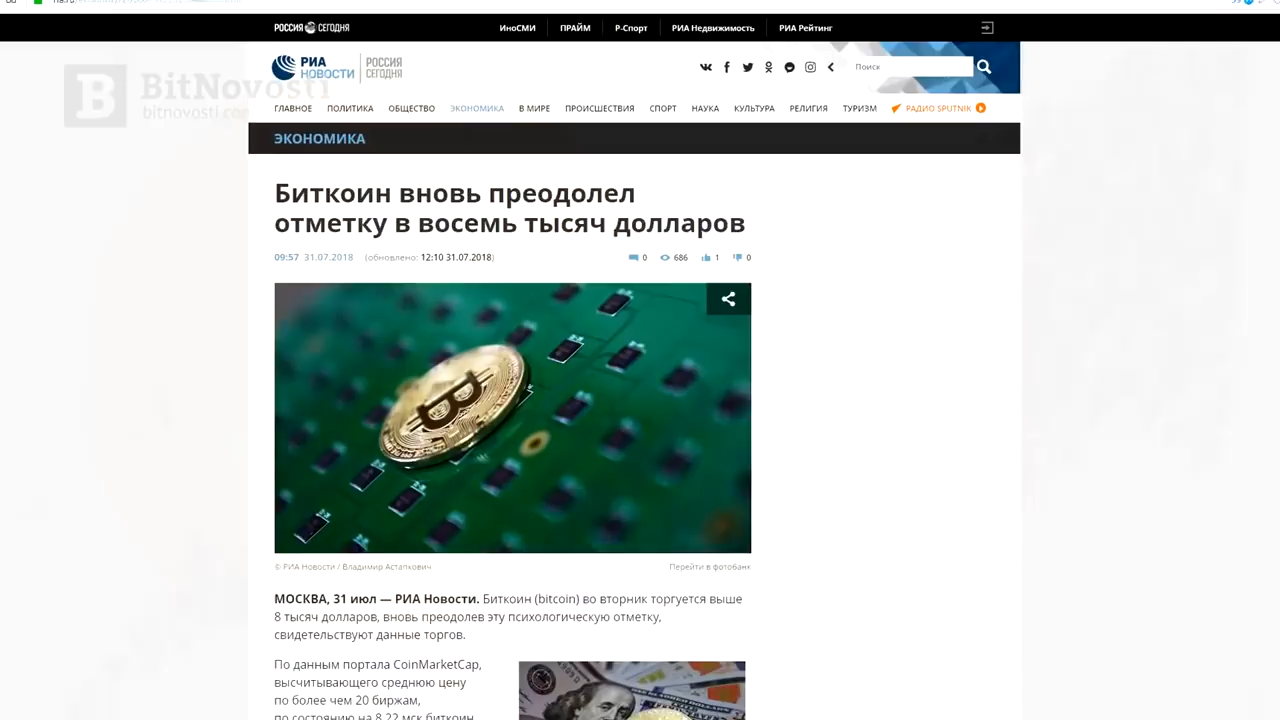 РОССИЯ СЕГОДНЯ
ИноСМИ ПРАЙМ Р-Спорт РИА Недвижимость РИА Рейтинг
РИА НОВОСТИ
РОССИЯ СЕГОДНЯ
Поиск
BitNovosti
bitnovosti.com
ГЛАВНОЕ ПОЛИТИКА ОБЩЕСТВО ЭКОНОМИКА В МИРЕ ПРОИСШЕСТВИЯ СПОРТ НАУКА КУЛЬТУРА РЕЛИГИЯ ТУРИЗМ РАДИО SPUTNIK
ЭКОНОМИКА
Биткоин вновь преодолел
отметку в восемь тысяч долларов
09:57 31.07.2018 (обновлено: 12:10 31.07.2018) 0 686 1 0
© РИА Новости / Владимир Астапкович Перейти в фотобанк
МОСКВА, 31 июл — РИА Новости. Биткоин (bitcoin) во вторник торгуется выше
8 тысяч долларов, вновь преодолев эту психологическую отметку,
свидетельствуют данные торгов.
По данным портала CoinMarketCap,
высчитывающего среднюю цену
по более чем 20 биржам,
по состоянию на 8.22 мск биткоин